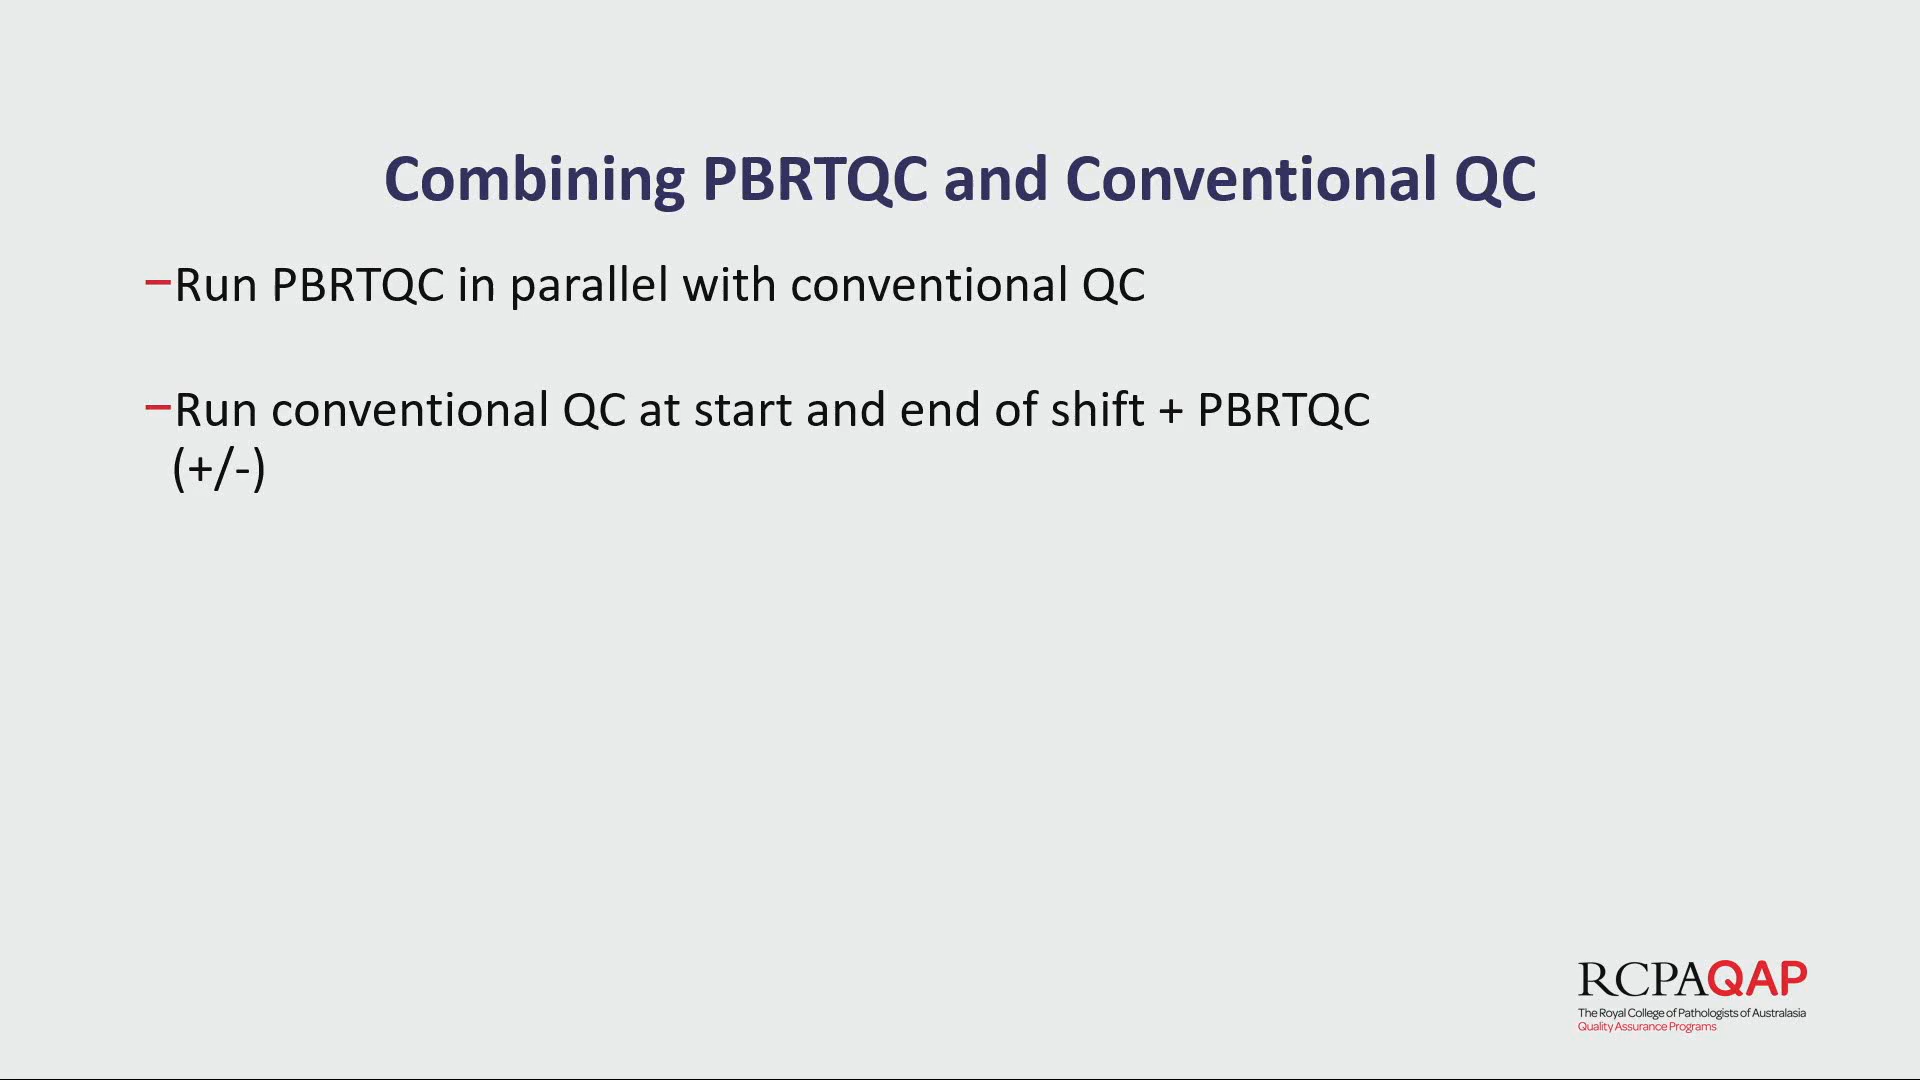 Combining PBRTQC and Conventional QC
–Run PBRTQC in parallel with conventional QC
–Run conventional QC at start and end of shift + PBRTQC
(+/-)
RCPAQAP
The Royal College of Pathologists of Australasia
Quality Assurance Programs